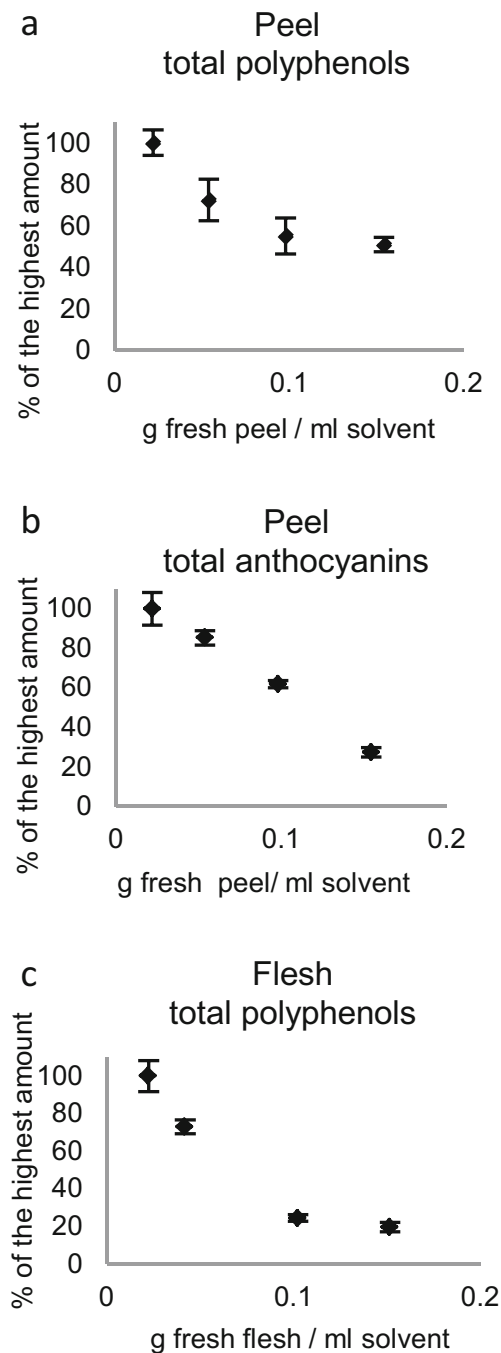 a
Peel
total polyphenols
% of the highest amount
100
80
60
40
20
0
0 0.1 0.2
g fresh peel / ml solvent
b
Peel
total anthocyanins
% of the highest amount
100
80
60
40
20
0
0 0.1 0.2
g fresh peel/ ml solvent
c
Flesh
total polyphenols
% of the highest amount
100
80
60
40
20
0
0 0.1 0.2
g fresh flesh / ml solvent